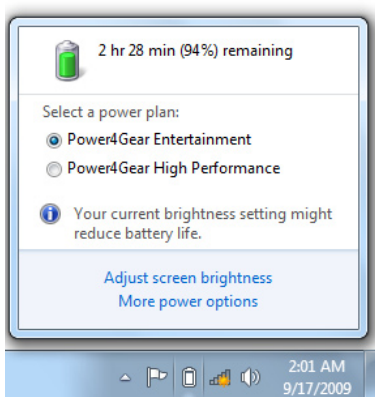 2 hr 28 min (94%) remaining
Select a power plan:
Power4Gear Entertainment
Power4Gear High Performance
Your current brightness setting might
reduce battery life.
Adjust screen brightness
More power options
2:01 AM
9/17/2009